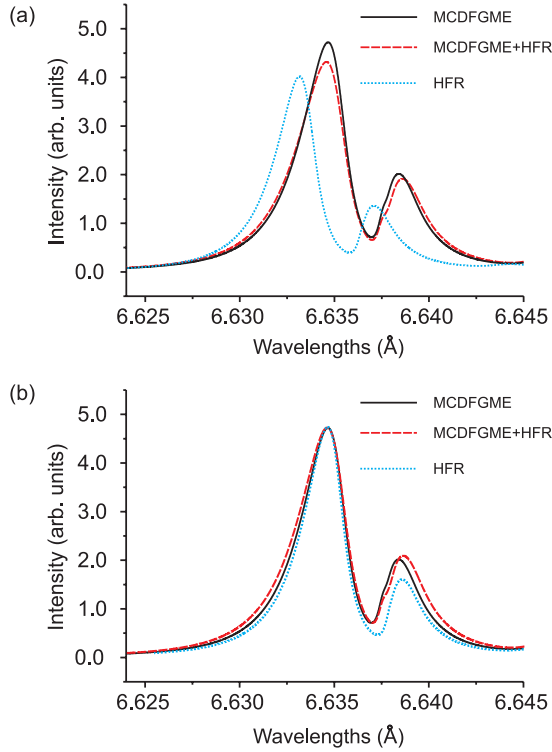 (a)
MCDFGME
MCDFGME+HFR
HFR
Intensity (arb. units)
5.0
4.0
3.0
2.0
1.0
0.0
6.625 6.630 6.635 6.640 6.645
Wavelengths (Å)
(b)
MCDFGME
MCDFGME+HFR
HFR
Intensity (arb. units)
5.0
4.0
3.0
2.0
1.0
0.0
6.625 6.630 6.635 6.640 6.645
Wavelengths (Å)